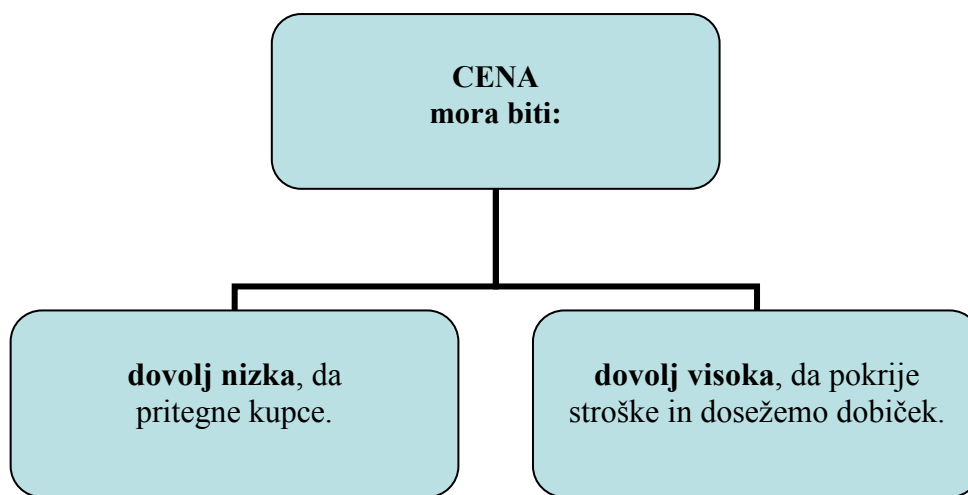 CENA
mora biti:
dovolj nizka, da
pritegne kupce.
dovolj visoka, da pokrije
stroške in dosežemo dobiček.